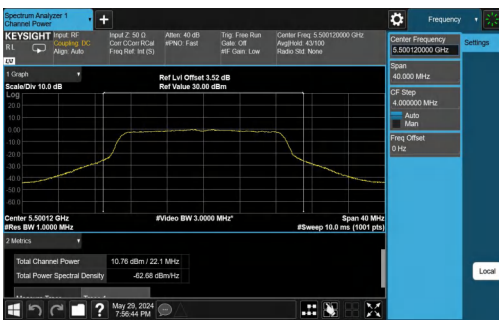 Spectrum Analyzer 1
Channel Power
Frequency
KEYSIGHT
Input: RF
Coupling: DC
Align: Auto
Input Z: 50 Ω
Corr CCorr RCal
Freq Ref: Int (S)
Atten: 40 dB
#PNO: Fast
Trig: Free Run
Gate: Off
#IF Gain: Low
Center Freq: 5.500120000 GHz
Avg|Hold: 43/100
Radio Std: None
R L
LXI
Center Frequency
5.500120000 GHz
Settings
Span
40.000 MHz
CF Step
4.000000 MHz
Auto
Man
Freq Offset
0 Hz
Local
1 Graph
Scale/Div 10.0 dB
Ref Lvl Offset 3.52 dB
Ref Value 30.00 dBm
Log
20.0
10.0
0.00
-10.0
-20.0
-30.0
-40.0
-50.0
-60.0
Center 5.50012 GHz
#Video BW 3.0000 MHz*
Span 40 MHz
#Res BW 1.0000 MHz
#Sweep 10.0 ms (1001 pts)
2 Metrics
Total Channel Power
10.76 dBm / 22.1 MHz
Total Power Spectral Density
-62.68 dBm/Hz
?
May 29, 2024
7:56:44 PM